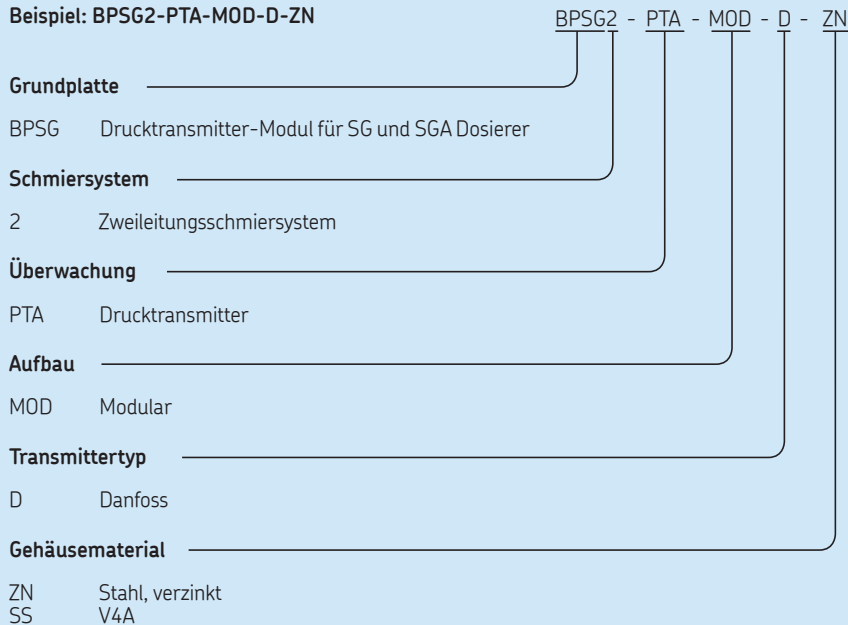 Beispiel: BPSG2-PTA-MOD-D-ZN
BPSG2 - PTA - MOD - D - ZN
Grundplatte
BPSG Drucktransmitter-Modul für SG und SGA Dosierer
Schmiersystem
2 Zweileitungsschmiersystem
Überwachung
PTA Drucktransmitter
Aufbau
MOD Modular
Transmittertyp
D Danfoss
Gehäusematerial
ZN Stahl, verzinkt
SS V4A